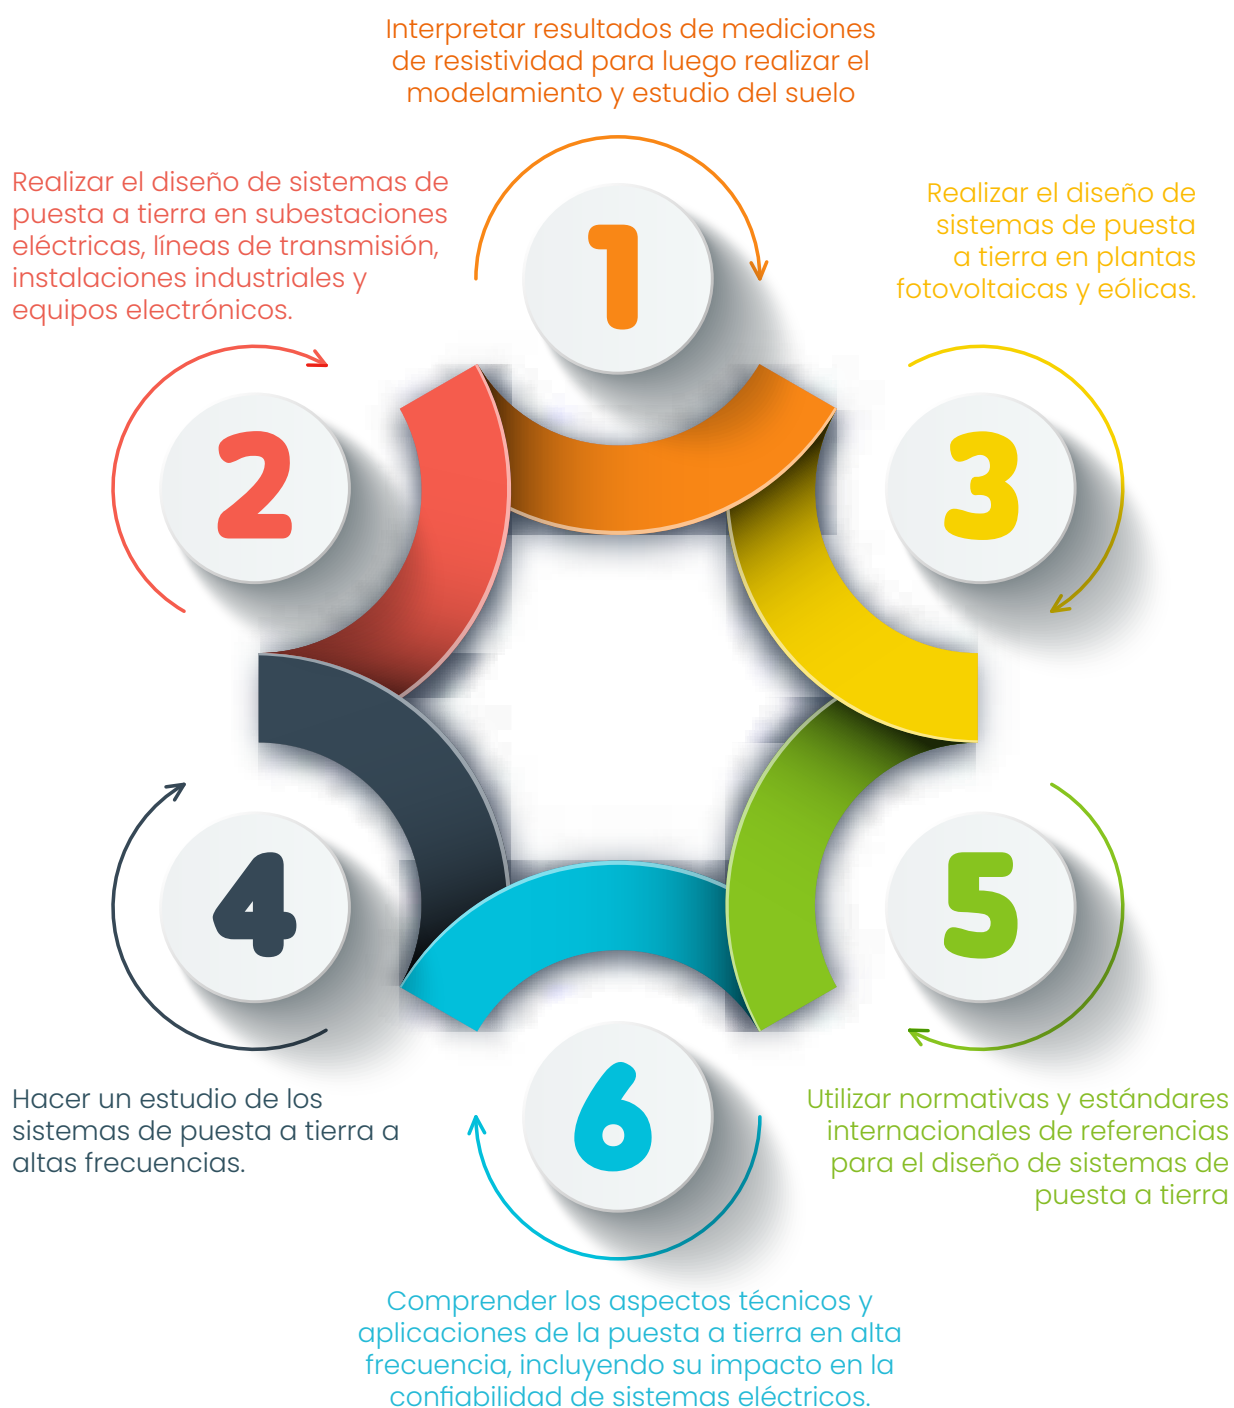 Interpretar resultados de mediciones
de resistividad para luego realizar el
modelamiento y estudio del suelo
1
Realizar el diseño de sistemas de
puesta a tierra en subestaciones
eléctricas, líneas de transmisión,
instalaciones industriales y
equipos electrónicos.
2
Realizar el diseño de
sistemas de puesta
a tierra en plantas
fotovoltaicas y eólicas.
3
4
Hacer un estudio de los
sistemas de puesta a tierra a
altas frecuencias.
5
Utilizar normativas y estándares
internacionales de referencias
para el diseño de sistemas de
puesta a tierra
6
Comprender los aspectos técnicos y
aplicaciones de la puesta a tierra en alta
frecuencia, incluyendo su impacto en la
confiabilidad de sistemas eléctricos.